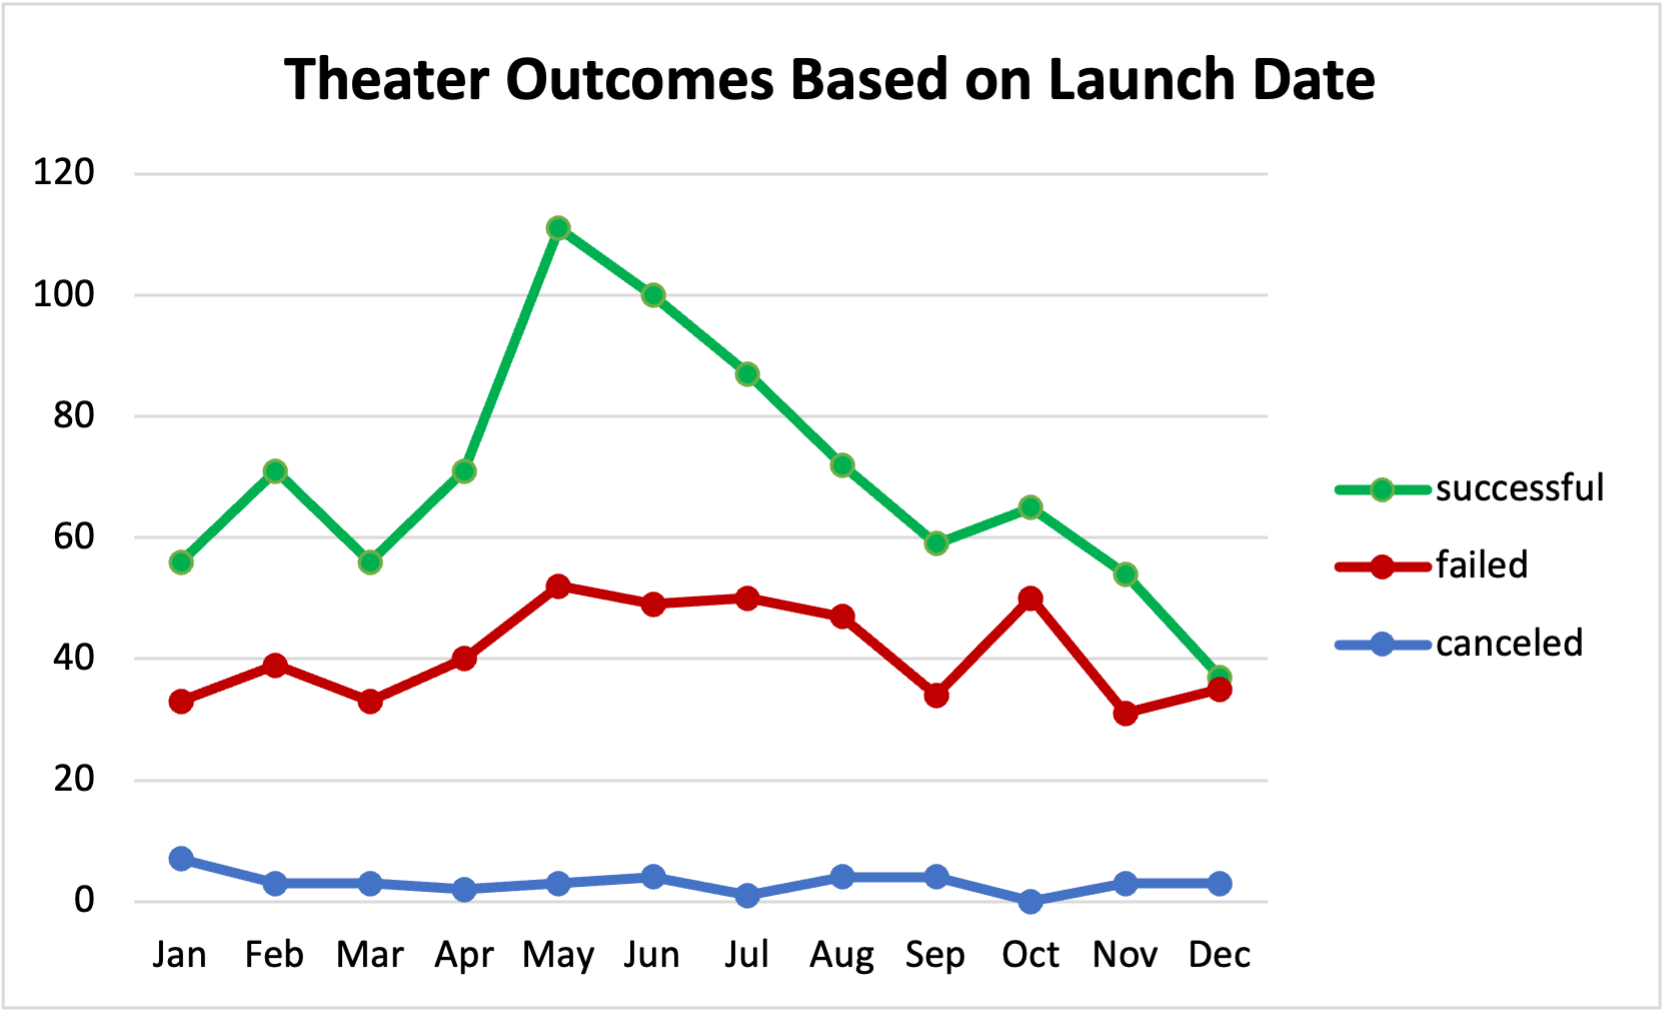 Theater Outcomes Based on Launch Date
120
100
80
60
40
20
0
Jan Feb Mar Apr May Jun Jul Aug Sep Oct Nov Dec
successful
failed
canceled